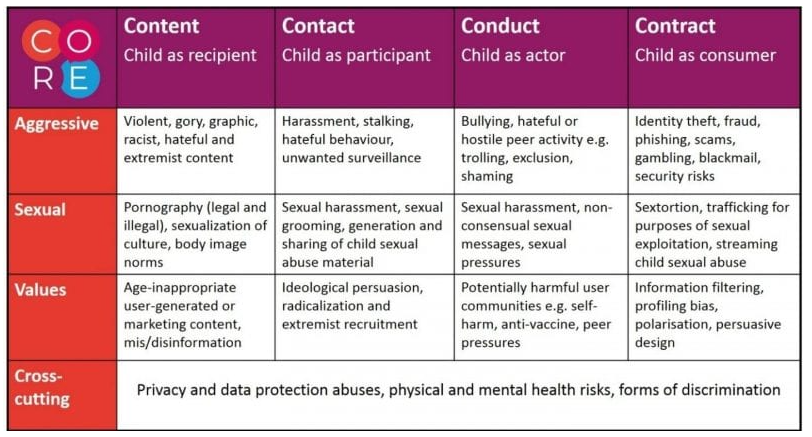 CO
RE
Content
Child as recipient
Contact
Child as participant
Conduct
Child as actor
Contract
Child as consumer
Aggressive
Violent, gory, graphic,
racist, hateful and
extremist content
Harassment, stalking,
hateful behaviour,
unwanted surveillance
Bullying, hateful or
hostile peer activity e.g.
trolling, exclusion,
shaming
Identity theft, fraud,
phishing, scams,
gambling, blackmail,
security risks
Sexual
Pornography (legal and
illegal), sexualization of
culture, body image
norms
Sexual harassment, sexual
grooming, generation and
sharing of child sexual
abuse material
Sexual harassment, non-
consensual sexual
messages, sexual
pressures
Sextortion, trafficking for
purposes of sexual
exploitation, streaming
child sexual abuse
Values
Age-inappropriate
user-generated or
marketing content,
mis/disinformation
Ideological persuasion,
radicalization and
extremist recruitment
Potentially harmful user
communities e.g. self-
harm, anti-vaccine, peer
pressures
Information filtering,
profiling bias,
polarisation, persuasive
design
Cross-
cutting
Privacy and data protection abuses, physical and mental health risks, forms of discrimination